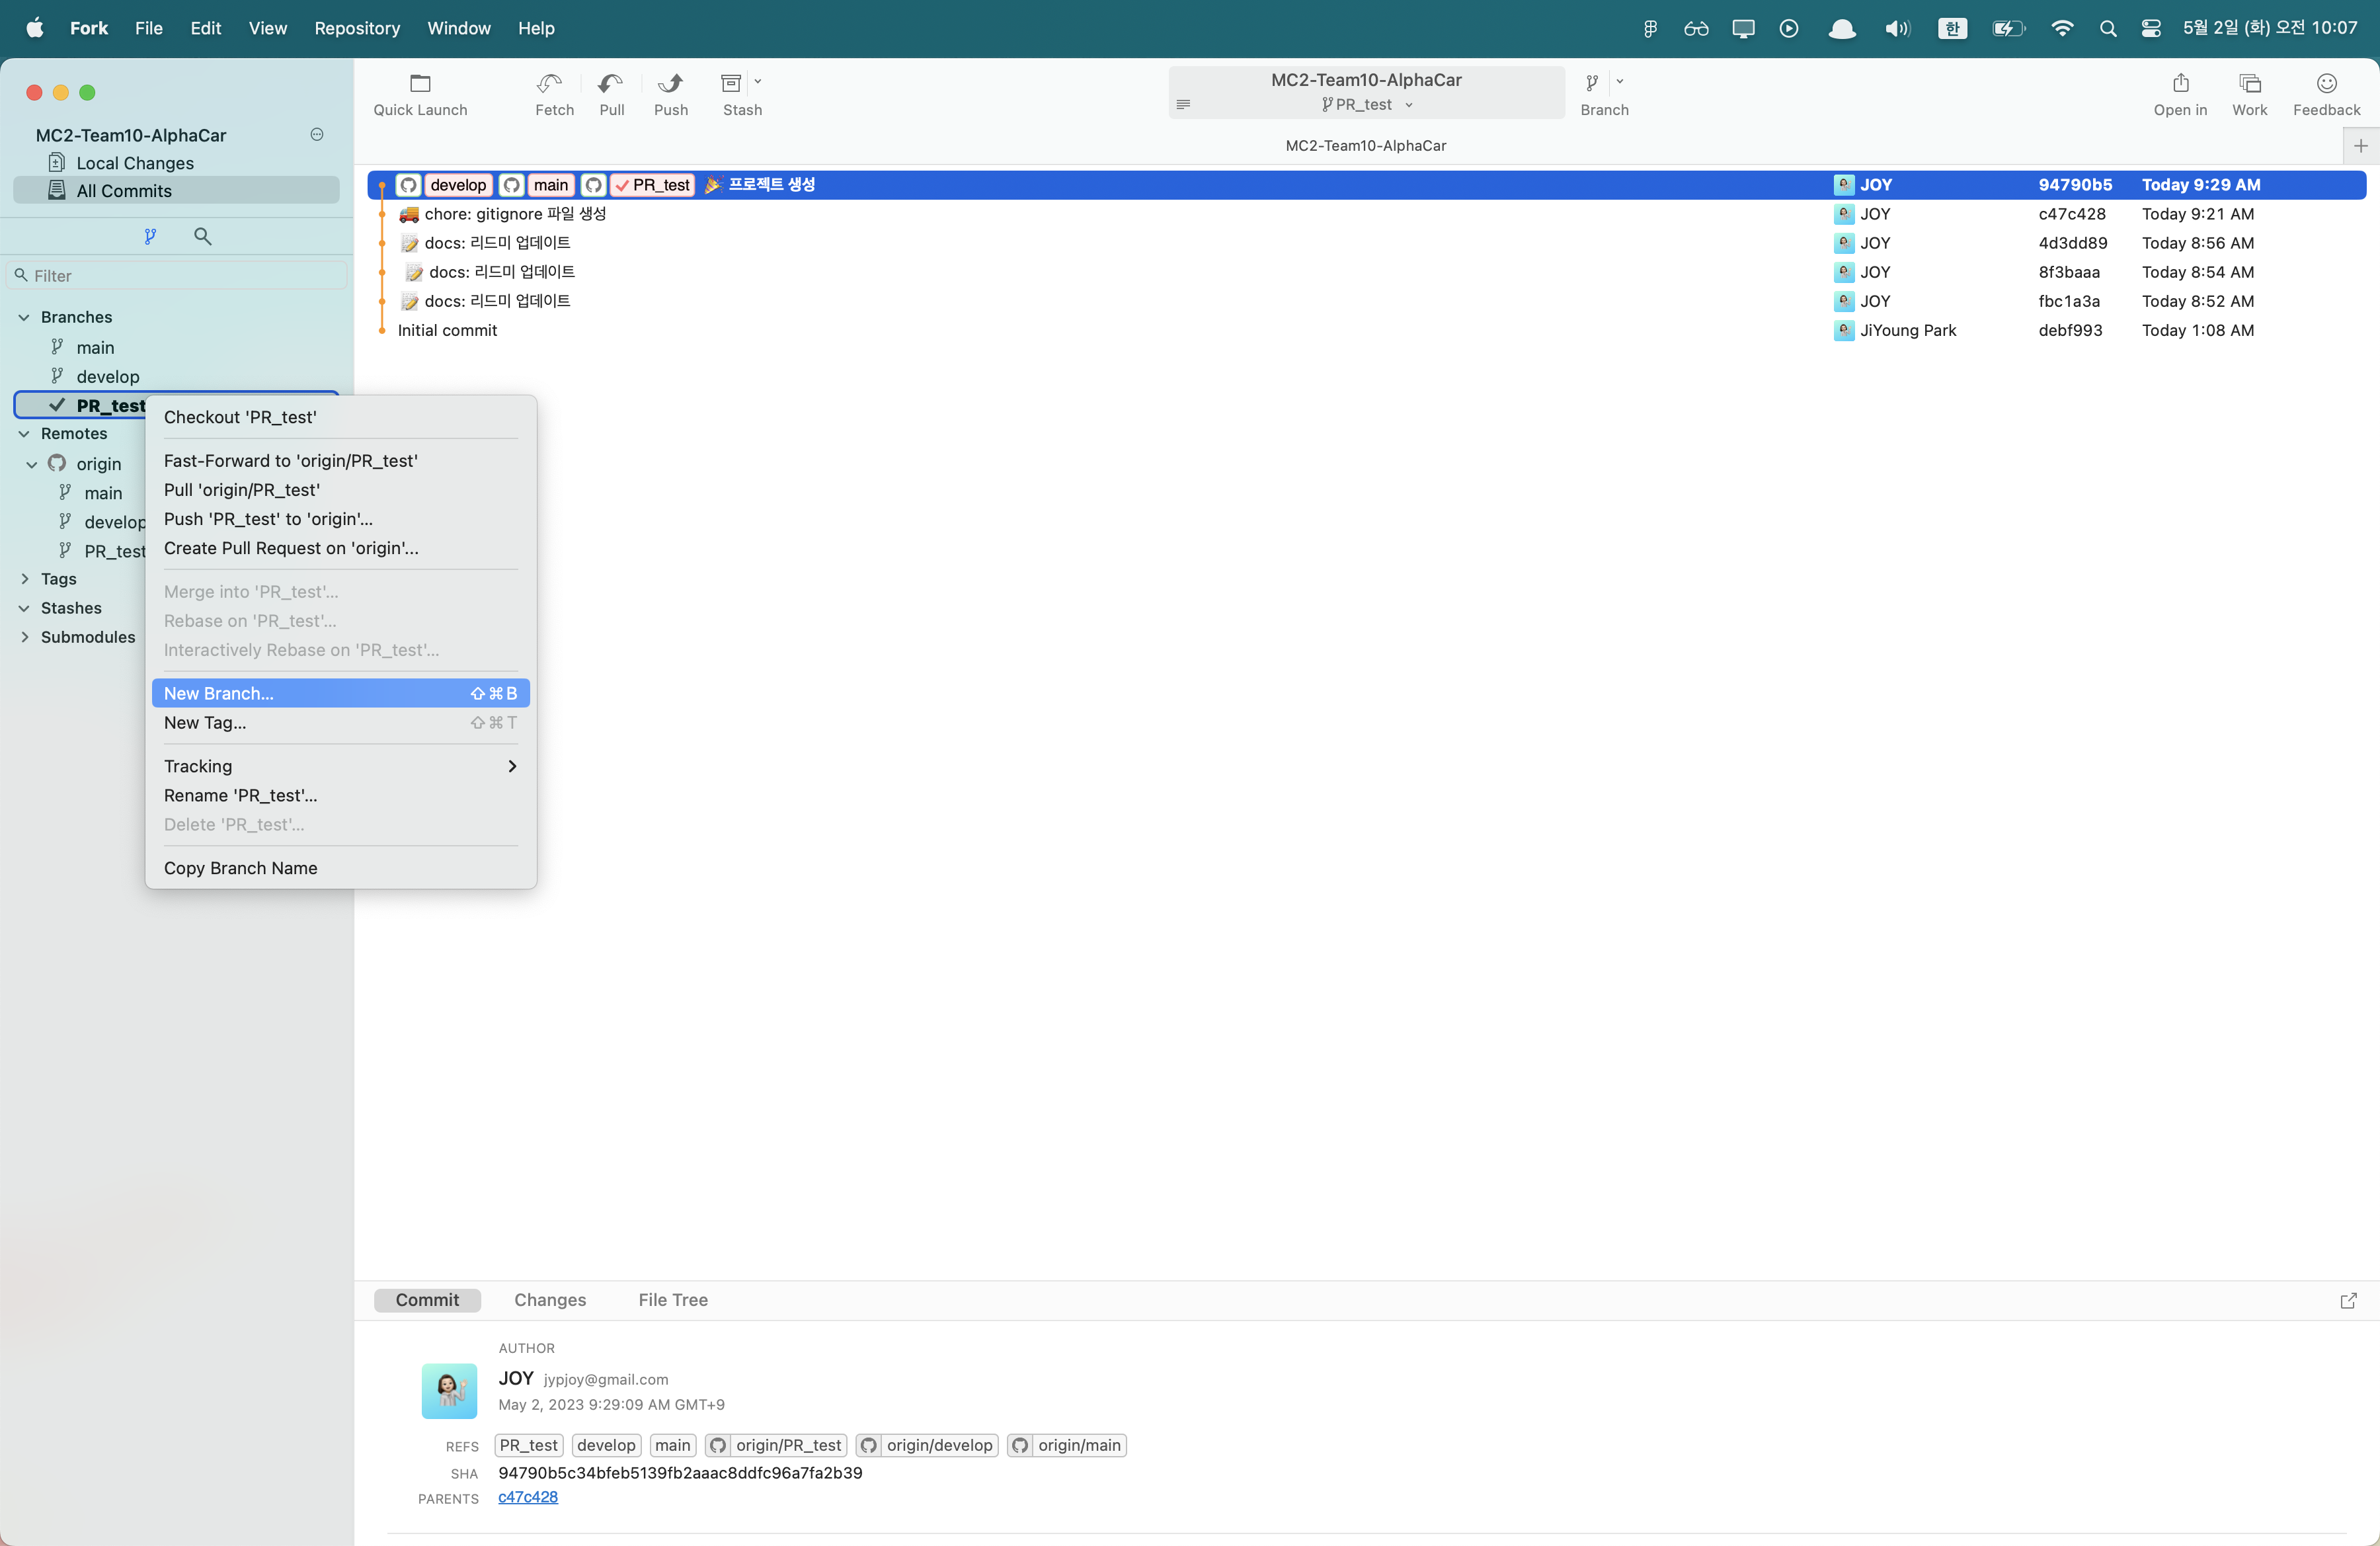 Fork File Edit View Repository Window Help 한 5월 2일 (화) 오전 10:07
Quick Launch Fetch Pull Push Stash
MC2-Team10-AlphaCar
PR_test
Branch Open in Work Feedback
MC2-Team10-AlphaCar
MC2-Team10-AlphaCar
Local Changes
All Commits
Filter
Branches
main
develop
PR_test
Remotes
origin
main
develop
PR_test
Tags
Stashes
Submodules
Checkout 'PR_test'
Fast-Forward to 'origin/PR_test'
Pull 'origin/PR_test'
Push 'PR_test' to 'origin'...
Create Pull Request on 'origin'...
Merge into 'PR_test'...
Rebase on 'PR_test'...
Interactively Rebase on 'PR_test'...
New Branch... ⇧⌘B
New Tag... ⇧⌘T
Tracking
Rename 'PR_test'...
Delete 'PR_test'...
Copy Branch Name
develop main PR_test 🎉 프로젝트 생성 JOY 94790b5 Today 9:29 AM
🚚 chore: gitignore 파일 생성 JOY c47c428 Today 9:21 AM
📝 docs: 리드미 업데이트 JOY 4d3dd89 Today 8:56 AM
📝 docs: 리드미 업데이트 JOY 8f3baaa Today 8:54 AM
📝 docs: 리드미 업데이트 JOY fbc1a3a Today 8:52 AM
Initial commit JiYoung Park debf993 Today 1:08 AM
Commit Changes File Tree
AUTHOR
JOY jypjoy@gmail.com
May 2, 2023 9:29:09 AM GMT+9
REFS PR_test develop main origin/PR_test origin/develop origin/main
SHA 94790b5c34bfeb5139fb2aaac8ddfc96a7fa2b39
PARENTS c47c428